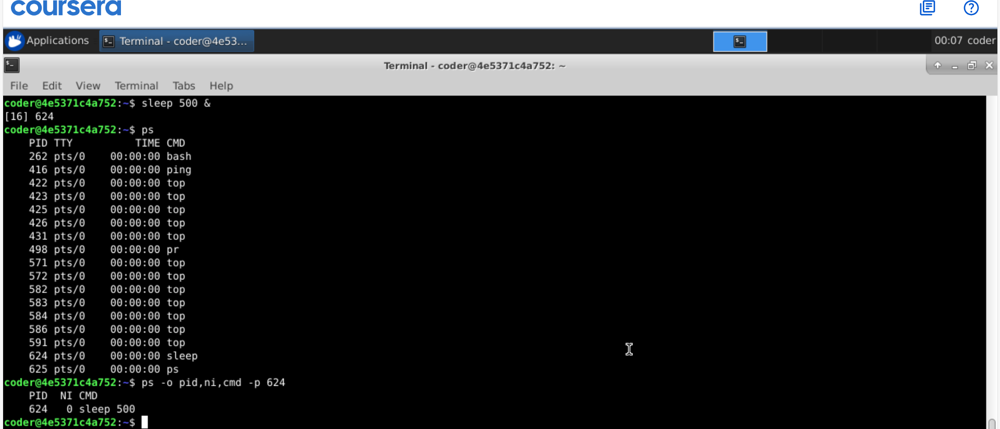 coursera
Applications Terminal - coder@4e53... 00:07 coder
Terminal - coder@4e5371c4a752: ~
File Edit View Terminal Tabs Help
coder@4e5371c4a752:~$ sleep 500 &
[16] 624
coder@4e5371c4a752:~$ ps
PID TTY TIME CMD
262 pts/0 00:00:00 bash
416 pts/0 00:00:00 ping
422 pts/0 00:00:00 top
423 pts/0 00:00:00 top
425 pts/0 00:00:00 top
426 pts/0 00:00:00 top
431 pts/0 00:00:00 top
498 pts/0 00:00:00 pr
571 pts/0 00:00:00 top
572 pts/0 00:00:00 top
582 pts/0 00:00:00 top
583 pts/0 00:00:00 top
584 pts/0 00:00:00 top
586 pts/0 00:00:00 top
591 pts/0 00:00:00 top
624 pts/0 00:00:00 sleep
625 pts/0 00:00:00 ps
coder@4e5371c4a752:~$ ps -o pid,ni,cmd -p 624
PID NI CMD
624 0 sleep 500
coder@4e5371c4a752:~$